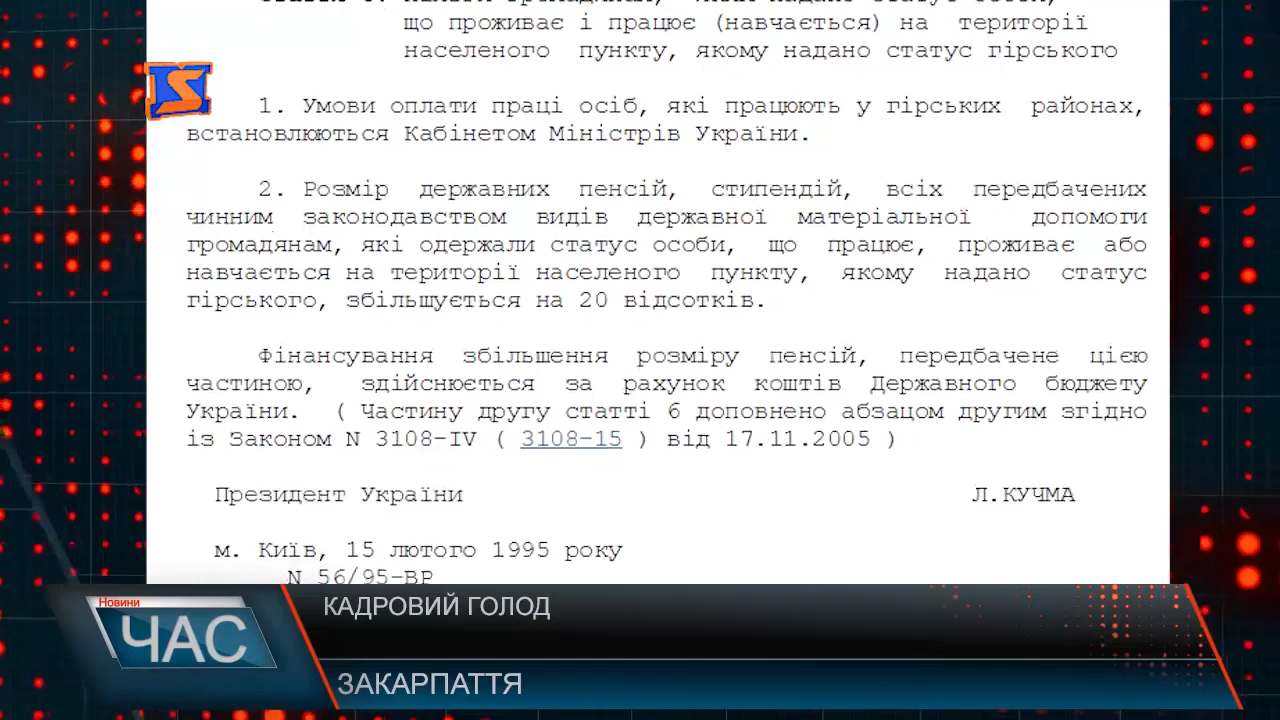 що проживає і працює (навчається) на території
населеного пункту, якому надано статус гірського
1. Умови оплати праці осіб, які працюють у гірських районах,
встановлюються Кабінетом Міністрів України.
2. Розмір державних пенсій, стипендій, всіх передбачених
чинним законодавством видів державної матеріальної допомоги
громадянам, які одержали статус особи, що працює, проживає або
навчається на території населеного пункту, якому надано статус
гірського, збільшується на 20 відсотків.
Фінансування збільшення розміру пенсій, передбачене цією
частиною, здійснюється за рахунок коштів Державного бюджету
України. ( Частину другу статті 6 доповнено абзацом другим згідно
із Законом N 3108-IV ( 3108-15 ) від 17.11.2005 )
Президент України Л.КУЧМА
м. Київ, 15 лютого 1995 року
N 56/95-ВР
Новини
ЧАС
КАДРОВИЙ ГОЛОД
ЗАКАРПАТТЯ